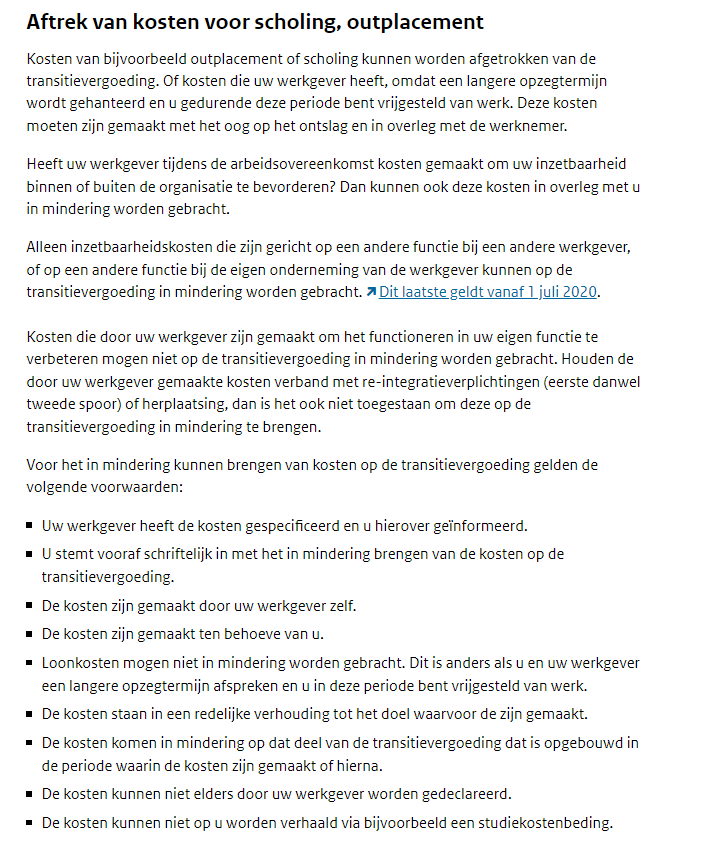 Aftrek van kosten voor scholing, outplacement
Kosten van bijvoorbeeld outplacement of scholing kunnen worden afgetrokken van de
transitievergoeding. Of kosten die uw werkgever heeft, omdat een langere opzegtermijn
wordt gehanteerd en u gedurende deze periode bent vrijgesteld van werk. Deze kosten
moeten zijn gemaakt met het oog op het ontslag en in overleg met de werknemer.
Heeft uw werkgever tijdens de arbeidsovereenkomst kosten gemaakt om uw inzetbaarheid
binnen of buiten de organisatie te bevorderen? Dan kunnen ook deze kosten in overleg met u
in mindering worden gebracht.
Alleen inzetbaarheidskosten die zijn gericht op een andere functie bij een andere werkgever,
of op een andere functie bij de eigen onderneming van de werkgever kunnen op de
transitievergoeding in mindering worden gebracht. Dit laatste geldt vanaf 1 juli 2020.
Kosten die door uw werkgever zijn gemaakt om het functioneren in uw eigen functie te
verbeteren mogen niet op de transitievergoeding in mindering worden gebracht. Houden de
door uw werkgever gemaakte kosten verband met re-integratieverplichtingen (eerste danwel
tweede spoor) of herplaatsing, dan is het ook niet toegestaan om deze op de
transitievergoeding in mindering te brengen.
Voor het in mindering kunnen brengen van kosten op de transitievergoeding gelden de
volgende voorwaarden:
Uw werkgever heeft de kosten gespecificeerd en u hierover geïnformeerd.
U stemt vooraf schriftelijk in met het in mindering brengen van de kosten op de
transitievergoeding.
De kosten zijn gemaakt door uw werkgever zelf.
De kosten zijn gemaakt ten behoeve van u.
Loonkosten mogen niet in mindering worden gebracht. Dit is anders als u en uw werkgever
een langere opzegtermijn afspreken en u in deze periode bent vrijgesteld van werk.
De kosten staan in een redelijke verhouding tot het doel waarvoor de zijn gemaakt.
De kosten komen in mindering op dat deel van de transitievergoeding dat is opgebouwd in
de periode waarin de kosten zijn gemaakt of hierna.
De kosten kunnen niet elders door uw werkgever worden gedeclareerd.
De kosten kunnen niet op u worden verhaald via bijvoorbeeld een studiekostenbeding.